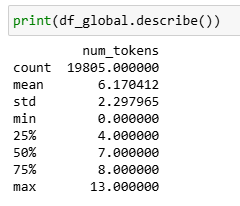 print(df_global.describe())
num_tokens
count 19805.000000
mean 6.170412
std 2.297965
min 0.000000
25% 4.000000
50% 7.000000
75% 8.000000
max 13.000000